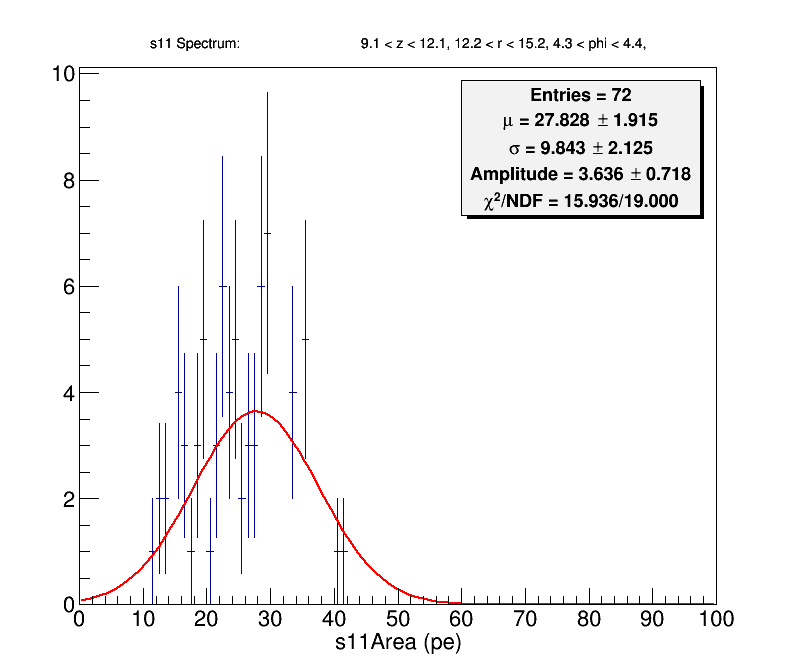 s11 Spectrum: 9.1 < z < 12.1, 12.2 < r < 15.2, 4.3 < phi < 4.4,
Entries = 72
μ = 27.828 ± 1.915
σ = 9.843 ± 2.125
Amplitude = 3.636 ± 0.718
χ²/NDF = 15.936/19.000
10
8
6
4
2
0
0 10 20 30 40 50 60 70 80 90 100
s11Area (pe)